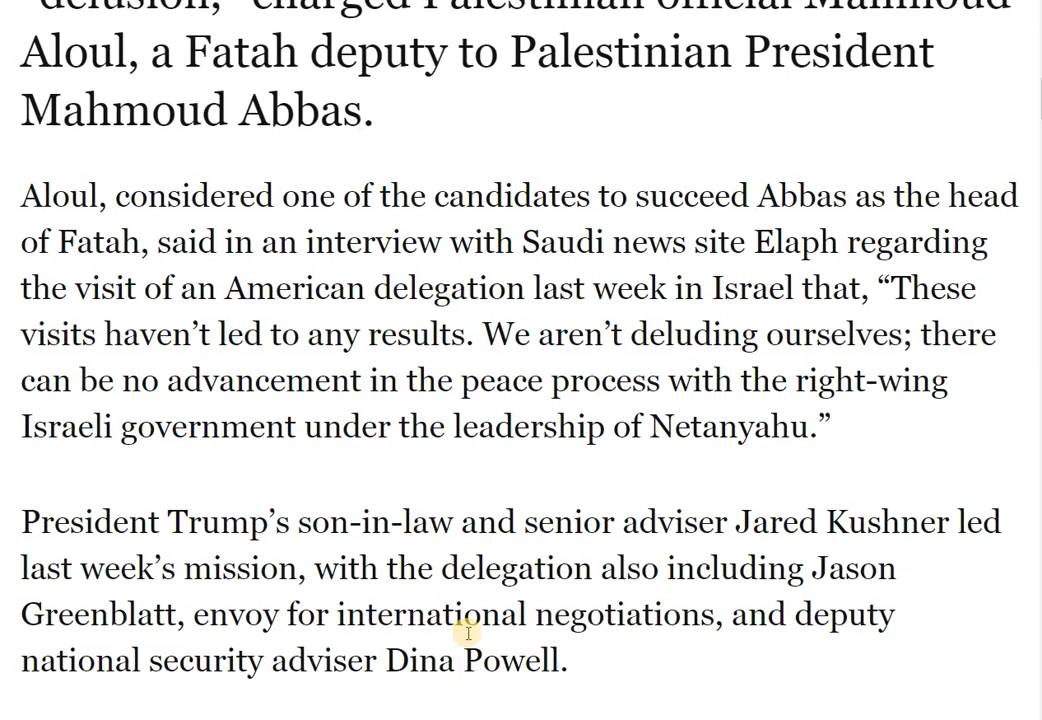 delusion,” charged Palestinian official Mahmoud
Aloul, a Fatah deputy to Palestinian President
Mahmoud Abbas.
Aloul, considered one of the candidates to succeed Abbas as the head
of Fatah, said in an interview with Saudi news site Elaph regarding
the visit of an American delegation last week in Israel that, “These
visits haven’t led to any results. We aren’t deluding ourselves; there
can be no advancement in the peace process with the right-wing
Israeli government under the leadership of Netanyahu.”
President Trump’s son-in-law and senior adviser Jared Kushner led
last week’s mission, with the delegation also including Jason
Greenblatt, envoy for international negotiations, and deputy
national security adviser Dina Powell.